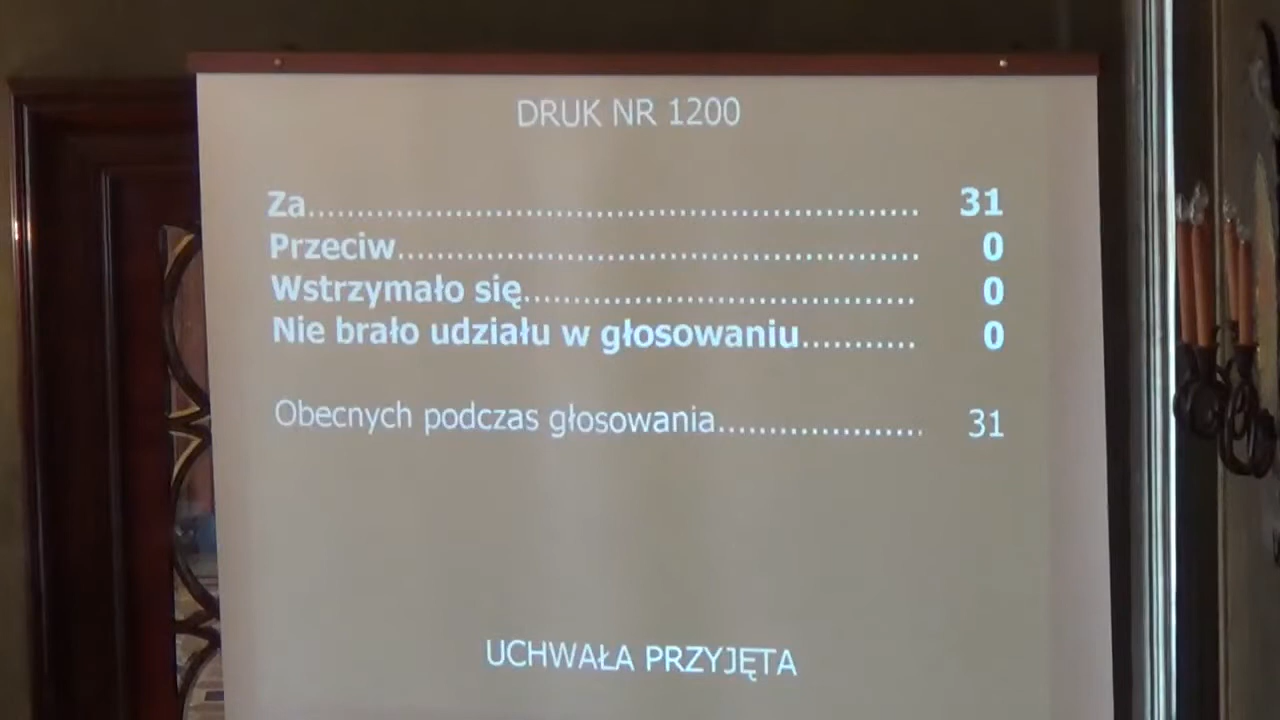 DRUK NR 1200
Za.............................................................. 31
Przeciw.................................................... 0
Wstrzymało się....................................... 0
Nie brało udziału w głosowaniu........... 0
Obecnych podczas głosowania.................... 31
UCHWAŁA PRZYJĘTA